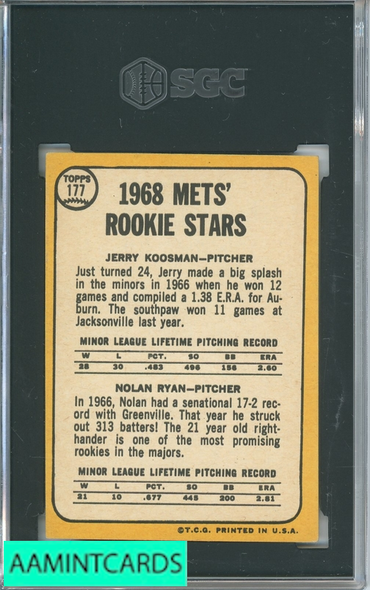 SGC
TOPPS
177
1968 METS'
ROOKIE STARS
JERRY KOOSMAN—PITCHER
Just turned 24, Jerry made a big splash
in the minors in 1966 when he won 12
games and compiled a 1.38 E.R.A. for Au-
burn. The southpaw won 11 games at
Jacksonville last year.
MINOR LEAGUE LIFETIME PITCHING RECORD
W L PCT. SO BB ERA
28 30 .483 496 156 2.60
NOLAN RYAN—PITCHER
In 1966, Nolan had a senational 17-2 rec-
ord with Greenville. That year he struck
out 313 batters! The 21 year old right-
hander is one of the most promising
rookies in the majors.
MINOR LEAGUE LIFETIME PITCHING RECORD
W L PCT. SO BB ERA
21 10 .677 445 200 2.81
©T.C.G. PRINTED IN U.S.A.
AAMINTCARDS